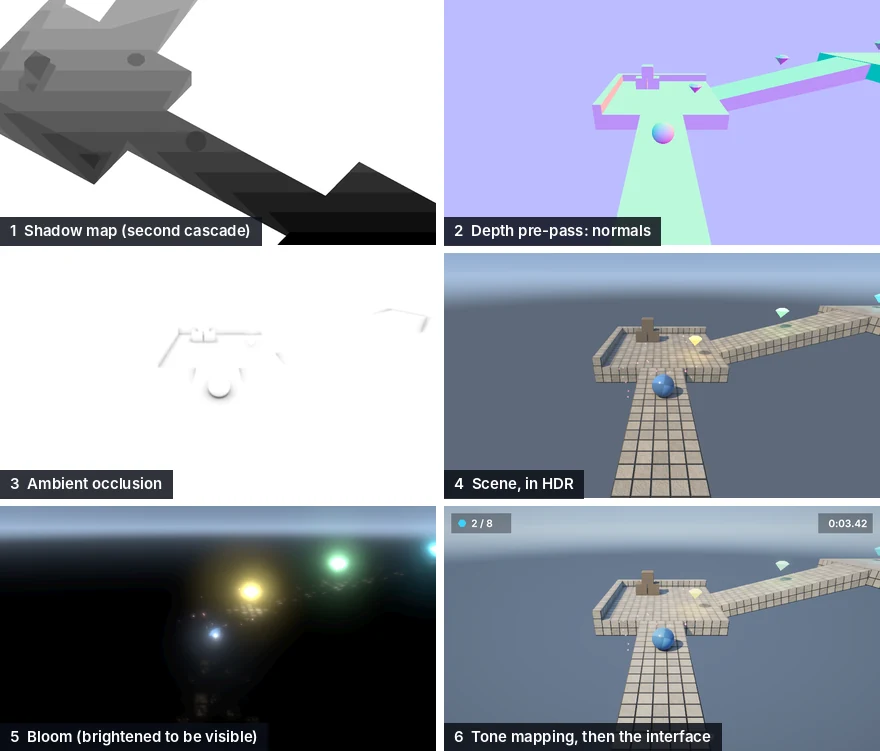 1 Shadow map (second cascade)
2 Depth pre-pass: normals
3 Ambient occlusion
4 Scene, in HDR
2 / 8
0:03.42
5 Bloom (brightened to be visible)
6 Tone mapping, then the interface